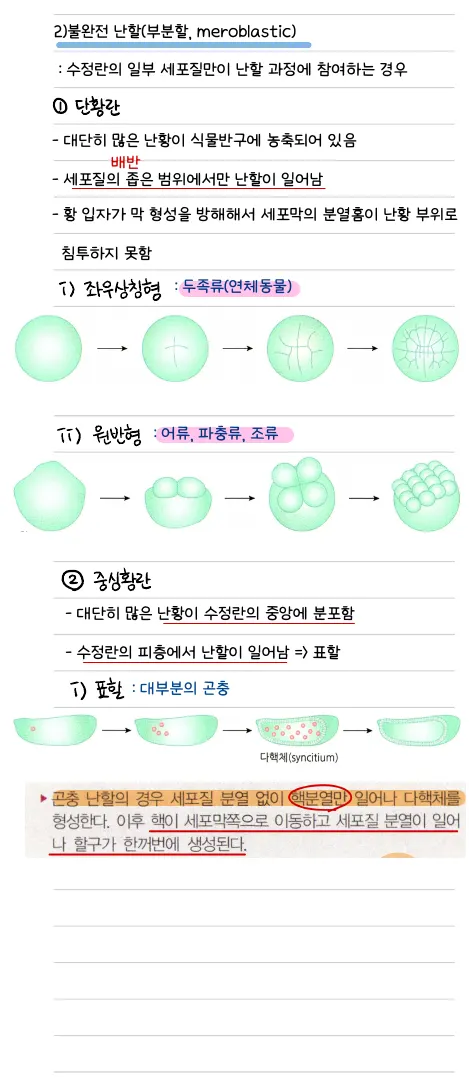 2)불완전 난할(부분할, meroblastic)
: 수정란의 일부 세포질만이 난할 과정에 참여하는 경우
① 단황란
- 대단히 많은 난황이 식물반구에 농축되어 있음
배반
- 세포질의 좁은 범위에서만 난할이 일어남
- 황 입자가 막 형성을 방해해서 세포막의 분열홈이 난황 부위로
침투하지 못함
i) 좌우상칭형 : 두족류(연체동물)
ii) 원반형 : 어류, 파충류, 조류
② 중심황란
- 대단히 많은 난황이 수정란의 중앙에 분포함
- 수정란의 피층에서 난할이 일어남 => 표할
i) 표할 : 대부분의 곤충
다핵체(syncitium)
▶ 곤충 난할의 경우 세포질 분열 없이 핵분열만 일어나 다핵체를
형성한다. 이후 핵이 세포막쪽으로 이동하고 세포질 분열이 일어
나 할구가 한꺼번에 생성된다.